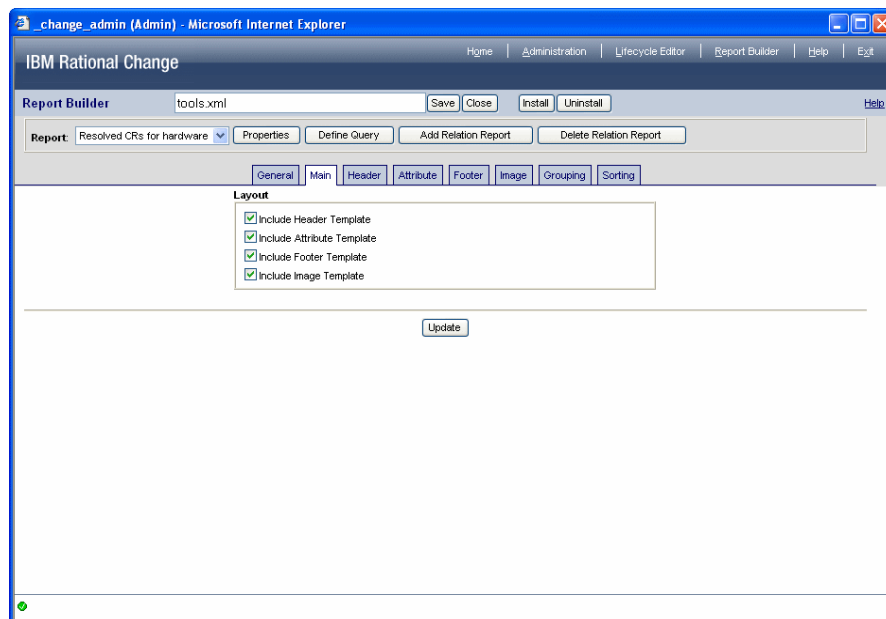 _change_admin (Admin) - Microsoft Internet Explorer
IBM Rational Change
Home | Administration | Lifecycle Editor | Report Builder | Help | Exit
Report Builder tools.xml Save Close Install Uninstall Help
Report: Resolved CRs for hardware Properties Define Query Add Relation Report Delete Relation Report
General Main Header Attribute Footer Image Grouping Sorting
Layout
Include Header Template
Include Attribute Template
Include Footer Template
Include Image Template
Update